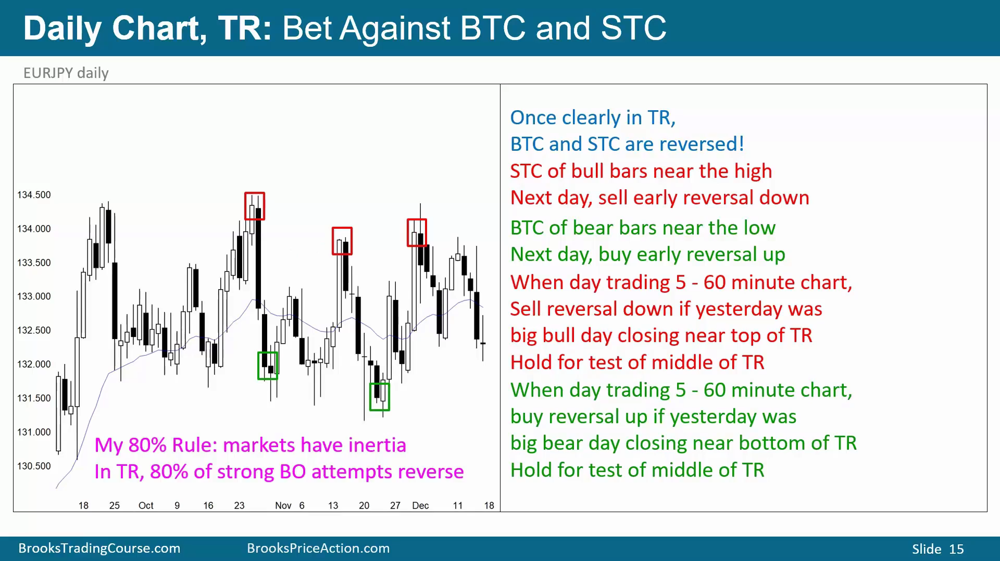 Daily Chart, TR: Bet Against BTC and STC
EURJPY daily
134.500
134.000
133.500
133.000
132.500
132.000
131.500
131.000
130.500
My 80% Rule: markets have inertia
In TR, 80% of strong BO attempts reverse
18 25 Oct 9 16 23 Nov 6 13 20 27 Dec 11 18
Once clearly in TR,
BTC and STC are reversed!
STC of bull bars near the high
Next day, sell early reversal down
BTC of bear bars near the low
Next day, buy early reversal up
When day trading 5 - 60 minute chart,
Sell reversal down if yesterday was
big bull day closing near top of TR
Hold for test of middle of TR
When day trading 5 - 60 minute chart,
buy reversal up if yesterday was
big bear day closing near bottom of TR
Hold for test of middle of TR
BrooksTradingCourse.com BrooksPriceAction.com Slide 15